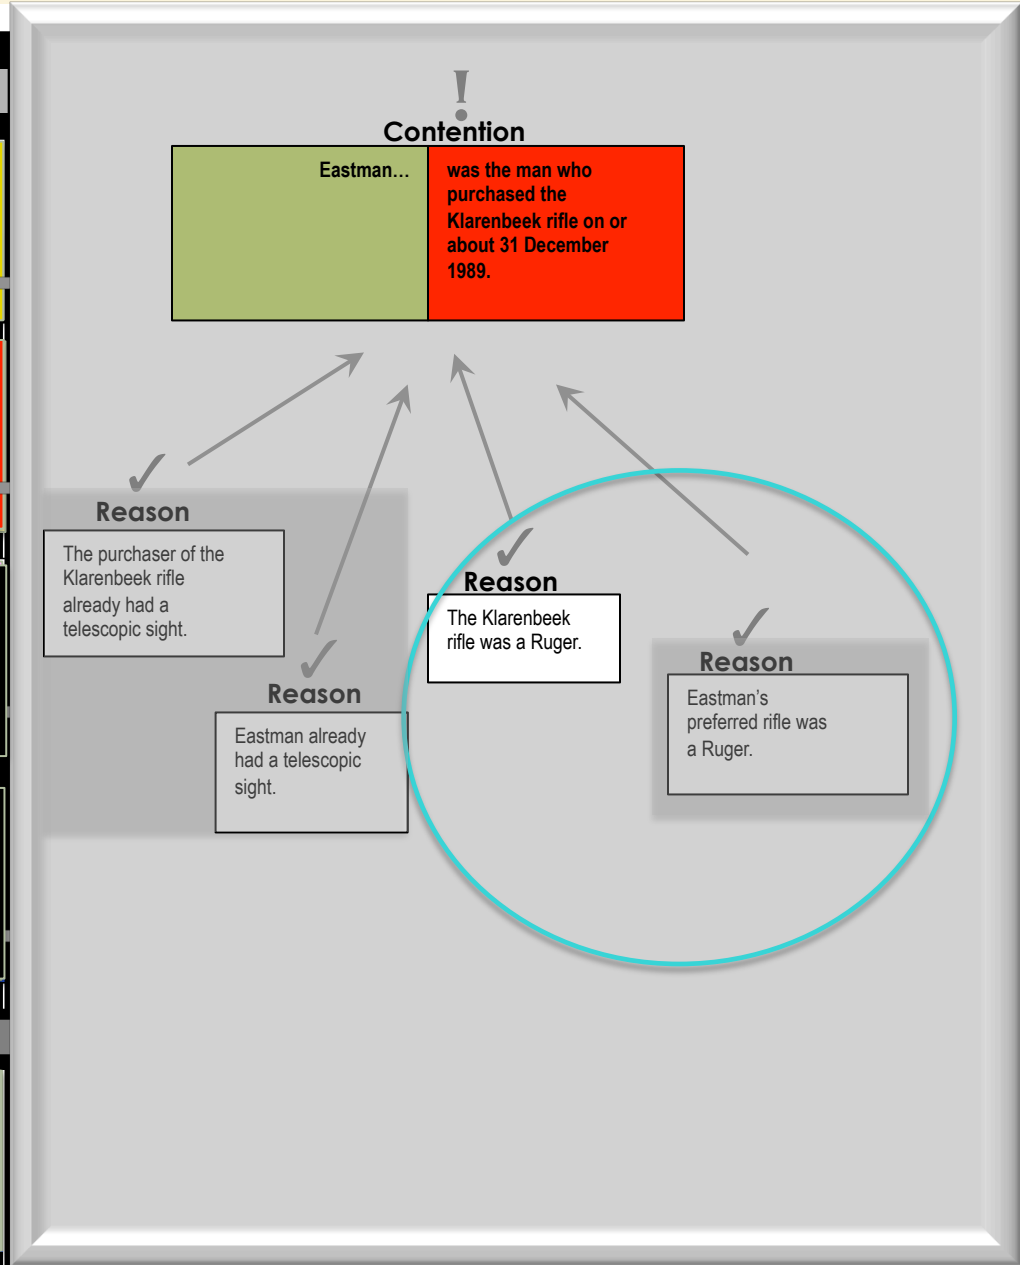 !
Contention
Eastman…
was the man who
purchased the
Klarenbeek rifle on or
about 31 December
1989.
✓
Reason
The purchaser of the
Klarenbeek rifle
already had a
telescopic sight.
✓
Reason
Eastman already
had a telescopic
sight.
✓
Reason
The Klarenbeek
rifle was a Ruger.
✓
Reason
Eastman’s
preferred rifle was
a Ruger.